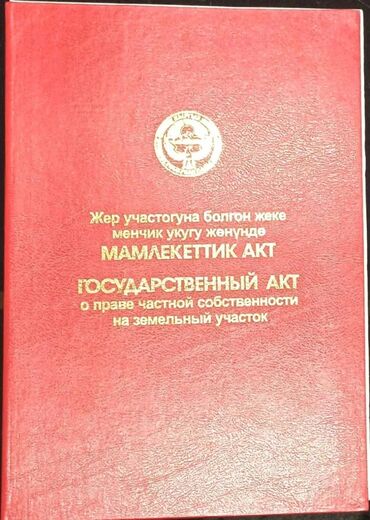 Жер участогуна болгон жеке
менчик укугу жөнүндө
МАМЛЕКЕТТИК АКТ
ГОСУДАРСТВЕННЫЙ АКТ
о праве частной собственности
на земельный участок